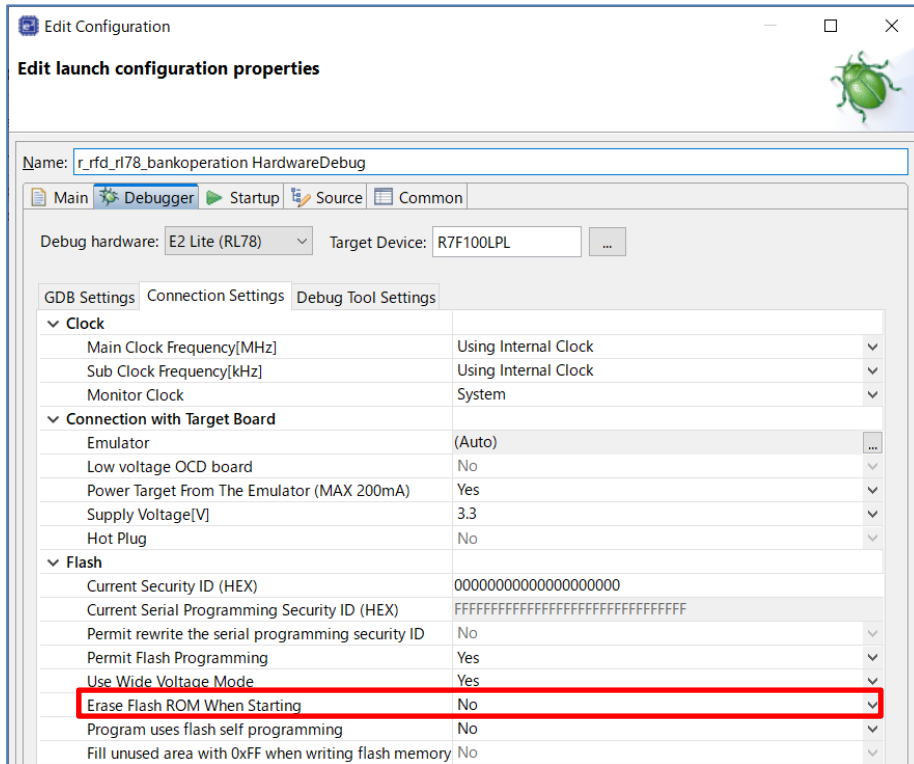 Edit Configuration
Edit launch configuration properties
Name: r_rfd_rl78_bankoperation HardwareDebug
Main Debugger Startup Source Common
Debug hardware: E2 Lite (RL78) Target Device: R7F100LPL ...
GDB Settings Connection Settings Debug Tool Settings
Clock
Main Clock Frequency[MHz] Using Internal Clock
Sub Clock Frequency[kHz] Using Internal Clock
Monitor Clock System
Connection with Target Board
Emulator (Auto) ...
Low voltage OCD board No
Power Target From The Emulator (MAX 200mA) Yes
Supply Voltage[V] 3.3
Hot Plug No
Flash
Current Security ID (HEX) 00000000000000000000
Current Serial Programming Security ID (HEX) FFFFFFFFFFFFFFFFFFFFFFFFFFFFFFFF
Permit rewrite the serial programming security ID No
Permit Flash Programming Yes
Use Wide Voltage Mode Yes
Erase Flash ROM When Starting No
Program uses flash self programming No
Fill unused area with 0xFF when writing flash memory No